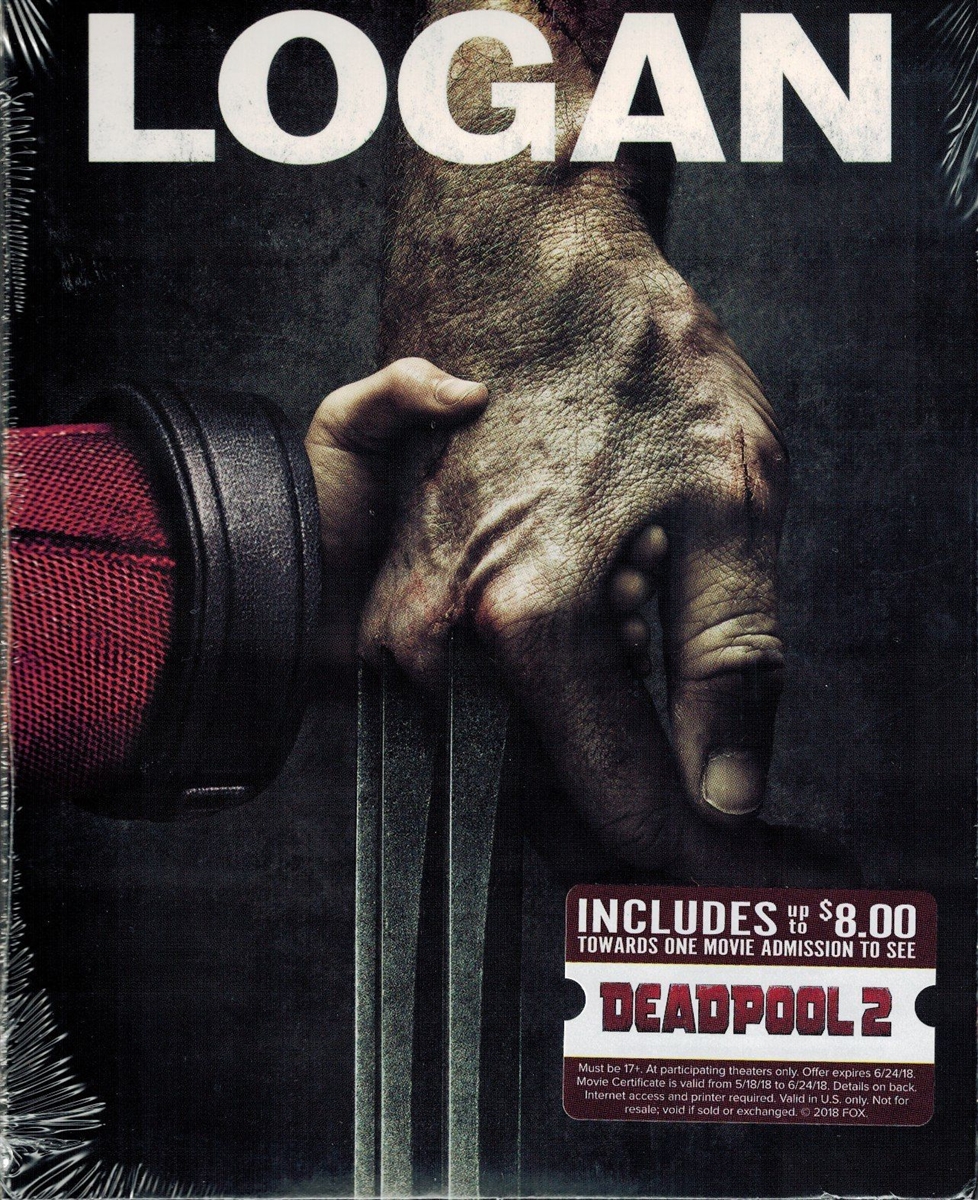 LOGAN
INCLUDES up to $8.00
TOWARDS ONE MOVIE ADMISSION TO SEE
DEADPOOL 2
Must be 17+. At participating theaters only. Offer expires 6/24/18.
Movie Certificate is valid from 5/18/18 to 6/24/18. Details on back.
Internet access and printer required. Valid in U.S. only. Not for
resale; void if sold or exchanged. © 2018 FOX.